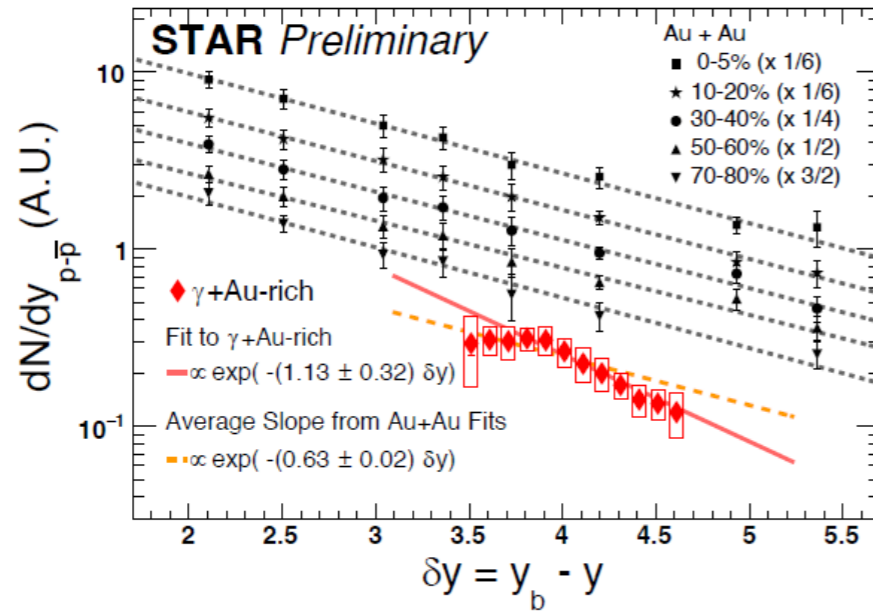 STAR Preliminary
Au + Au
0-5% (x 1/6)
10-20% (x 1/6)
30-40% (x 1/4)
50-60% (x 1/2)
70-80% (x 3/2)
γ+Au-rich
Fit to γ+Au-rich
∝ exp( -(1.13 ± 0.32) δy)
Average Slope from Au+Au Fits
∝ exp( -(0.63 ± 0.02) δy)
dN/dy p-p̅ (A.U.)
10
1
10⁻¹
2 2.5 3 3.5 4 4.5 5 5.5
δy = y_b - y